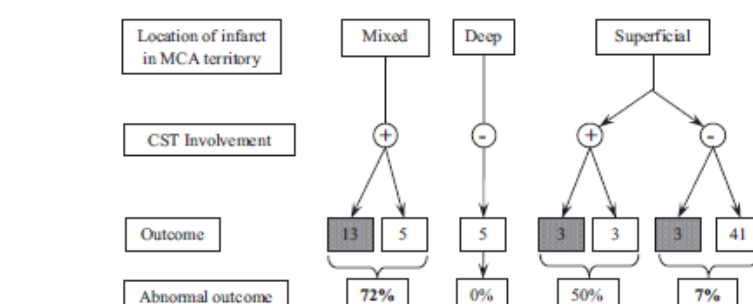 Location of infarct
in MCA territory
Mixed
Deep
Superficial
CST Involvement
+
-
+
-
Outcome
13
5
5
3
3
3
41
Abnormal outcome
72%
0%
50%
7%